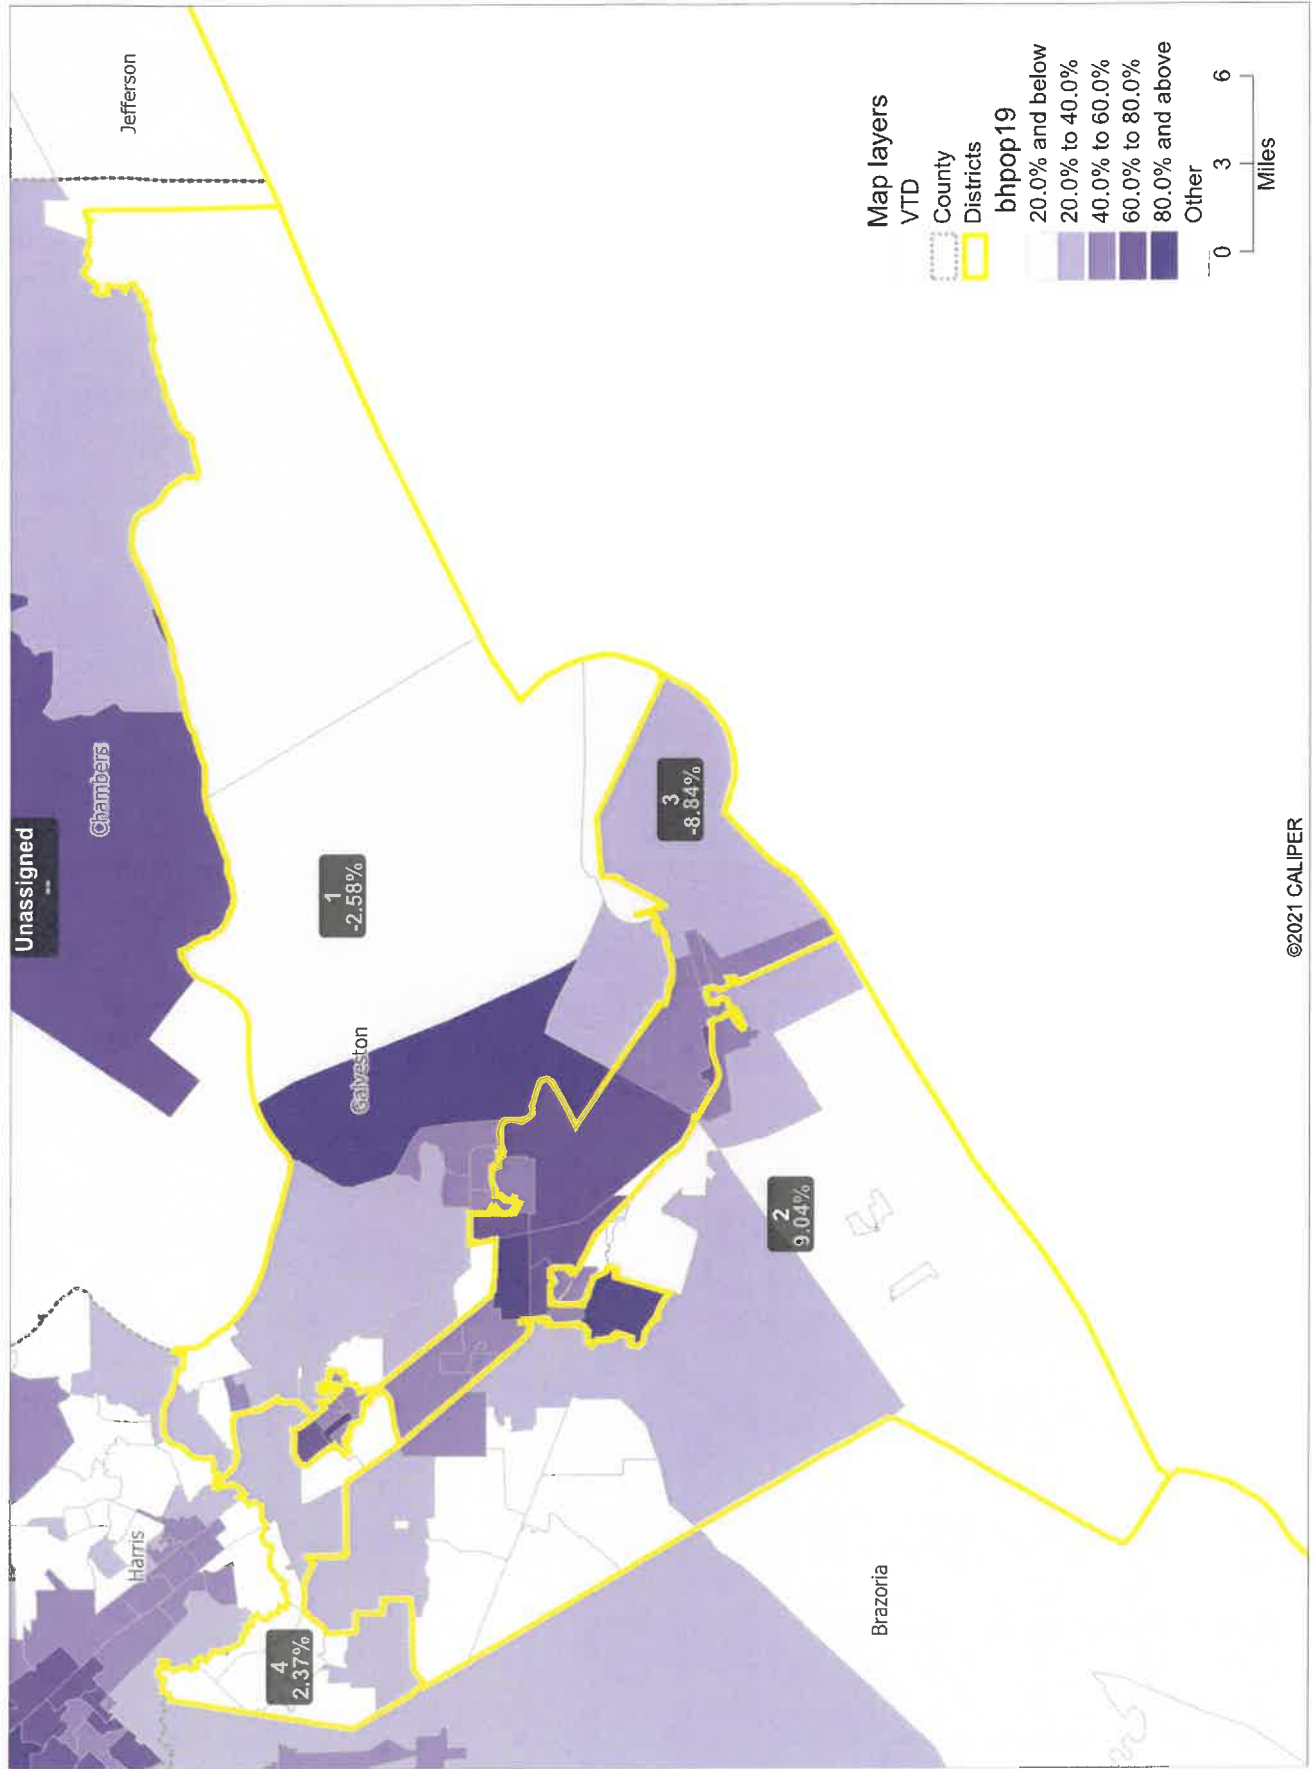 Unassigned
--
Chambers
Jefferson
Harris
Galveston
Brazoria
1
-2.58%
2
9.04%
3
-8.84%
4
2.37%
Map layers
VTD
County
Districts
bhpop19
20.0% and below
20.0% to 40.0%
40.0% to 60.0%
60.0% to 80.0%
80.0% and above
Other
0 3 6
Miles
©2021 CALIPER